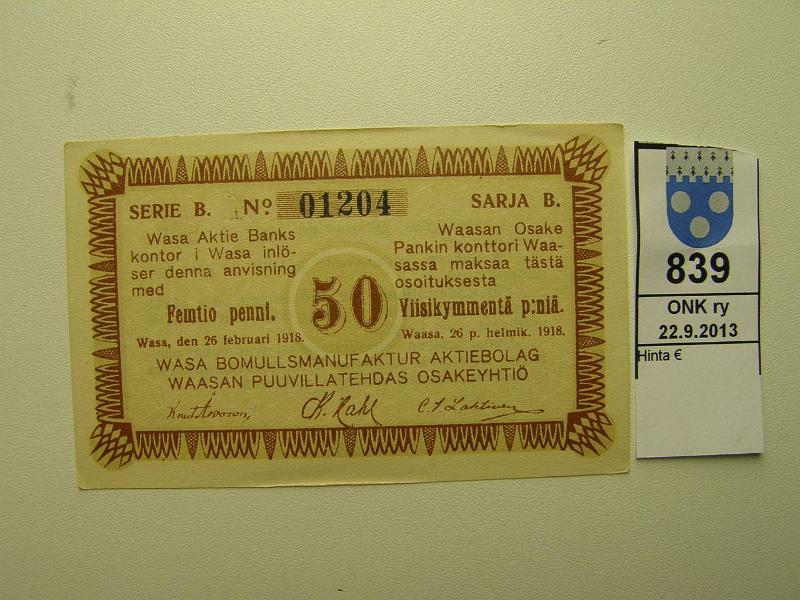 SERIE B. No 01204 SARJA B.
Wasa Aktie Banks
kontor i Wasa inlö-
ser denna anvisning
med
Femtio penni.
Wasa, den 26 februari 1918.
50
Waasan Osake
Pankin konttori Waa-
sassa maksaa tästä
osoituksesta
Viisikymmentä p:niä.
Waasa, 26 p. helmik. 1918.
WASA BOMULLSMANUFAKTUR AKTIEBOLAG
WAASAN PUUVILLATEHDAS OSAKEYHTIÖ
839
ONK ry
22.9.2013
Hinta €